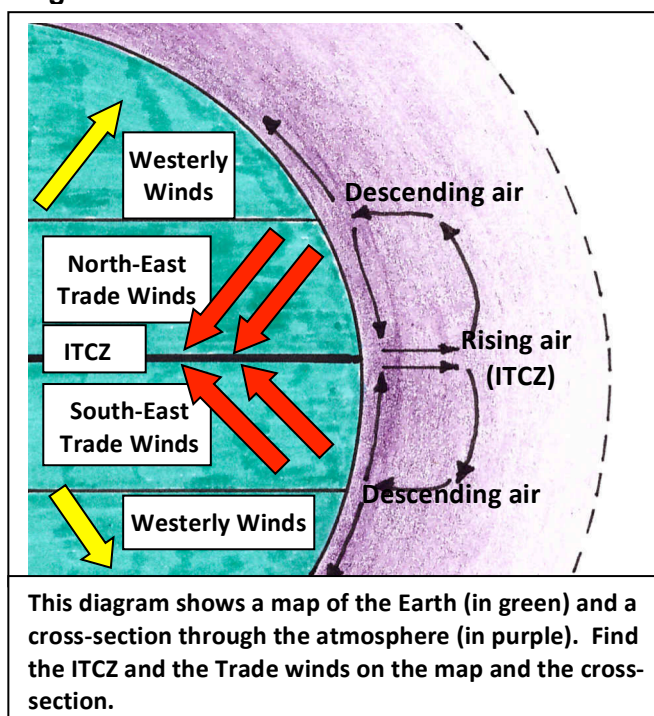 Westerly
Winds
Descending air
North-East
Trade Winds
ITCZ
Rising air
(ITCZ)
South-East
Trade Winds
Descending air
Westerly Winds
This diagram shows a map of the Earth (in green) and a
cross-section through the atmosphere (in purple). Find
the ITCZ and the Trade winds on the map and the cross-
section.